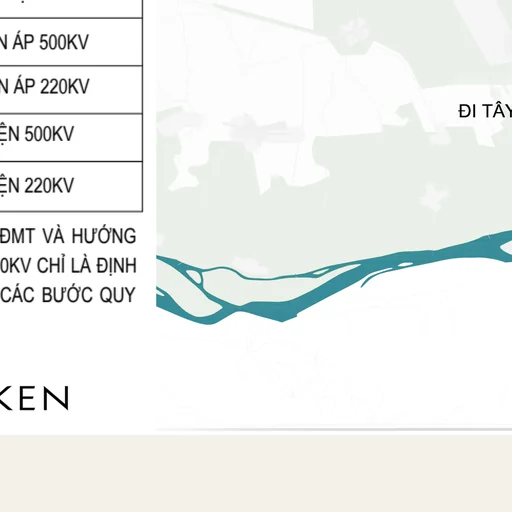 N ÁP 500KV
N ÁP 220KV
ỆN 500KV
ỆN 220KV
ĐMT VÀ HƯỚNG
0KV CHỈ LÀ ĐỊNH
CÁC BƯỚC QUY
KEN
ĐI TÂY